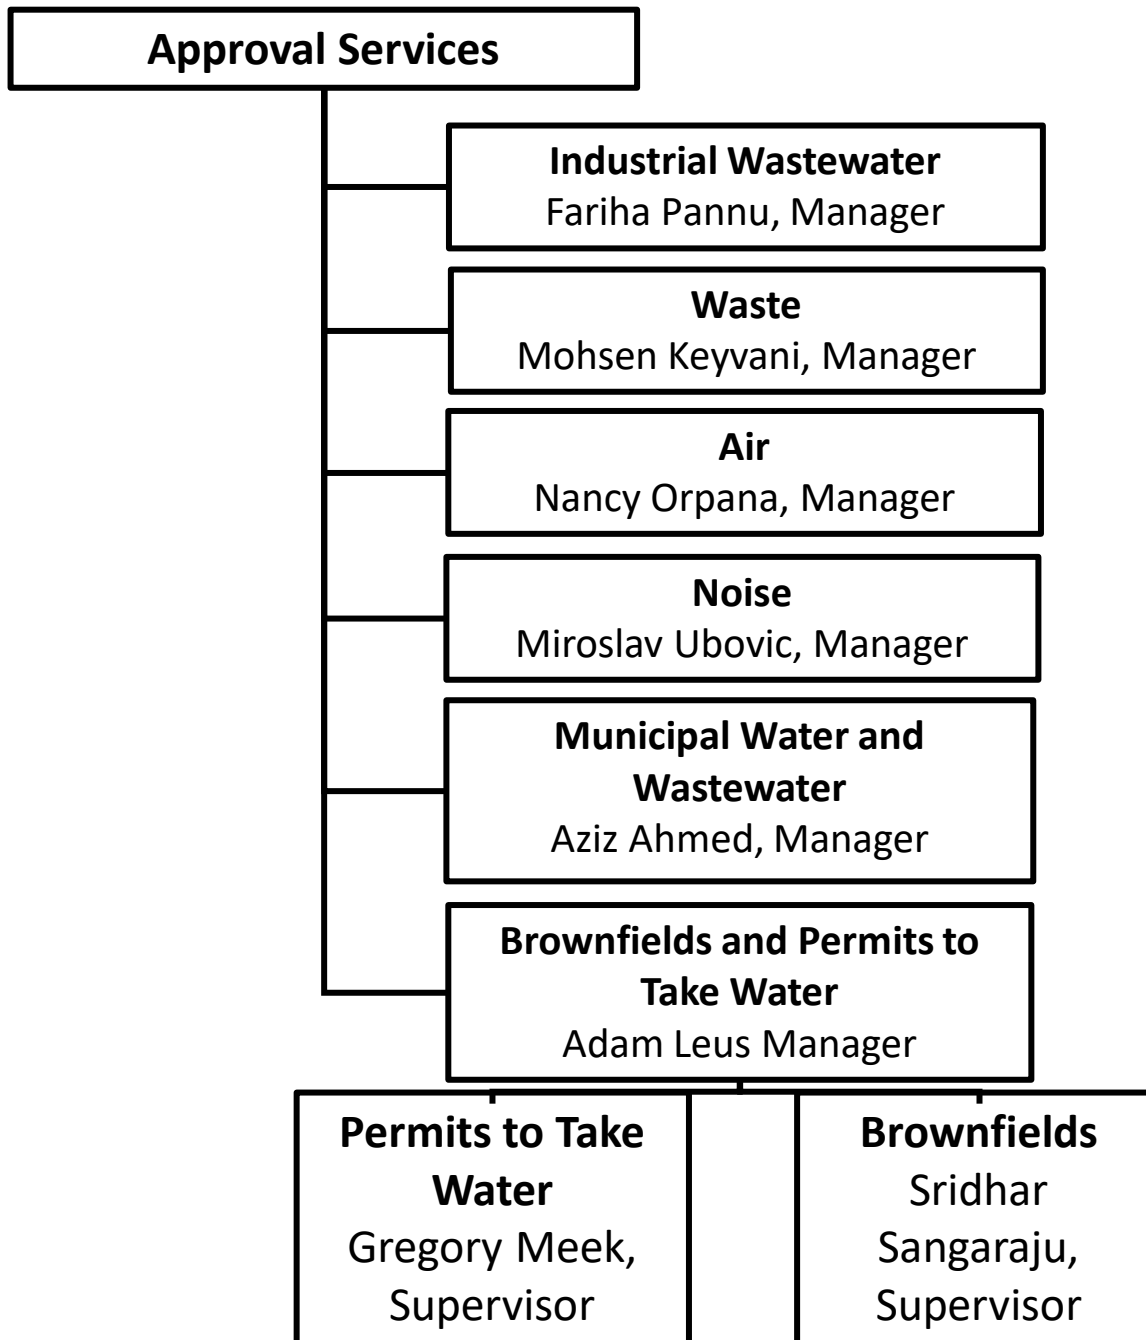 Approval Services
Industrial Wastewater
Fariha Pannu, Manager
Waste
Mohsen Keyvani, Manager
Air
Nancy Orpana, Manager
Noise
Miroslav Ubovic, Manager
Municipal Water and
Wastewater
Aziz Ahmed, Manager
Brownfields and Permits to
Take Water
Adam Leus Manager
Permits to Take
Water
Gregory Meek,
Supervisor
Brownfields
Sridhar
Sangaraju,
Supervisor